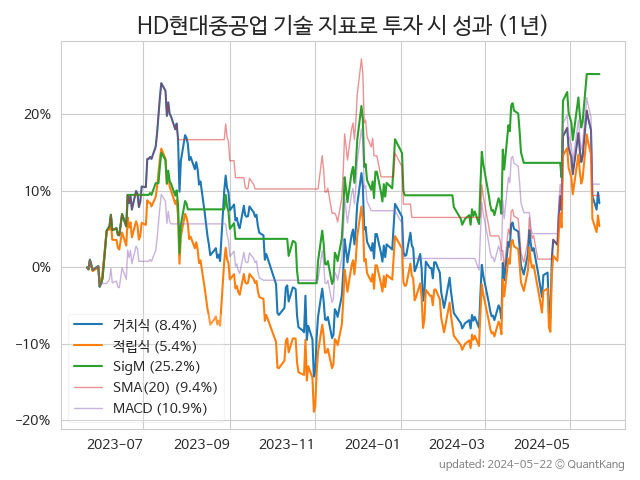 HD현대중공업 기술 지표로 투자 시 성과 (1년)
20%
10%
0%
−10%
−20%
거치식 (8.4%)
적립식 (5.4%)
SigM (25.2%)
SMA(20) (9.4%)
MACD (10.9%)
2023−07
2023−09
2023−11
2024−01
2024−03
2024−05
updated: 2024-05-22 © QuantKang